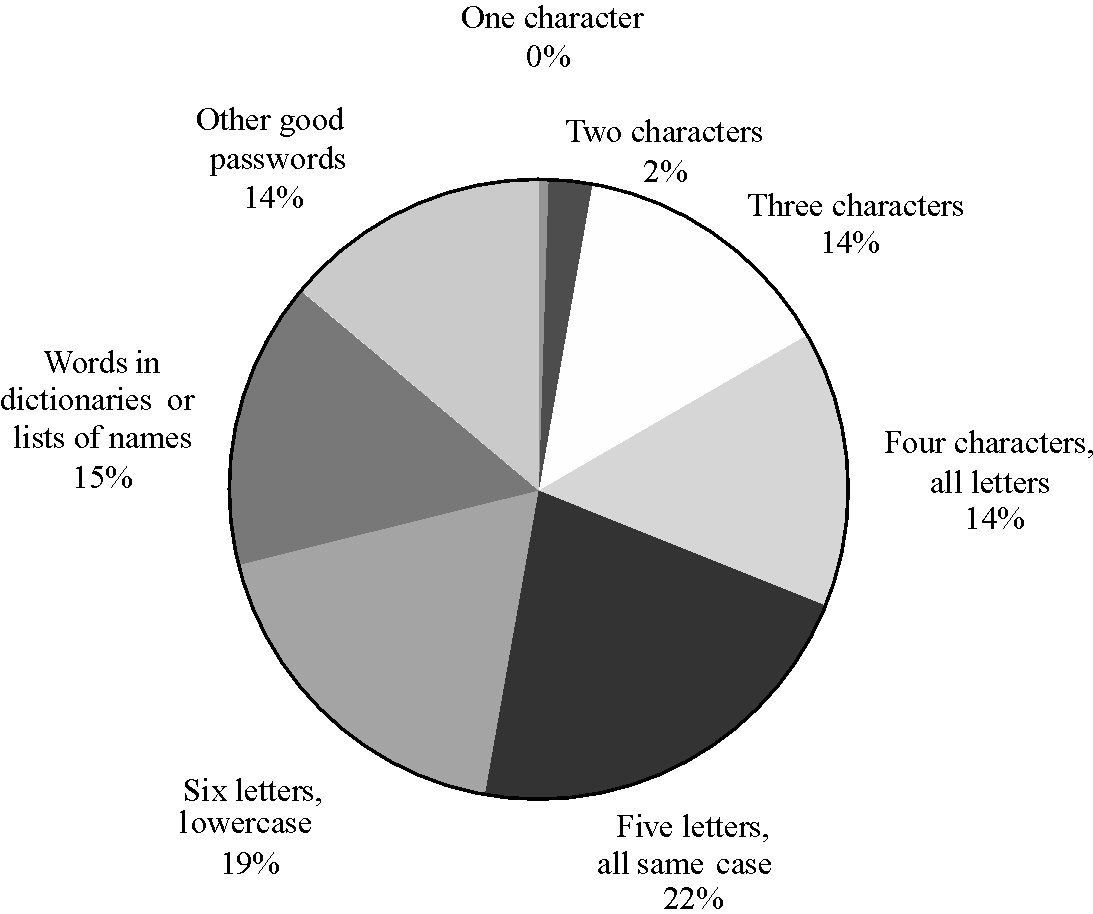 One character
0%
Two characters
2%
Three characters
14%
Four characters,
all letters
14%
Five letters,
all same case
22%
Six letters,
lowercase
19%
Words in
dictionaries or
lists of names
15%
Other good
passwords
14%